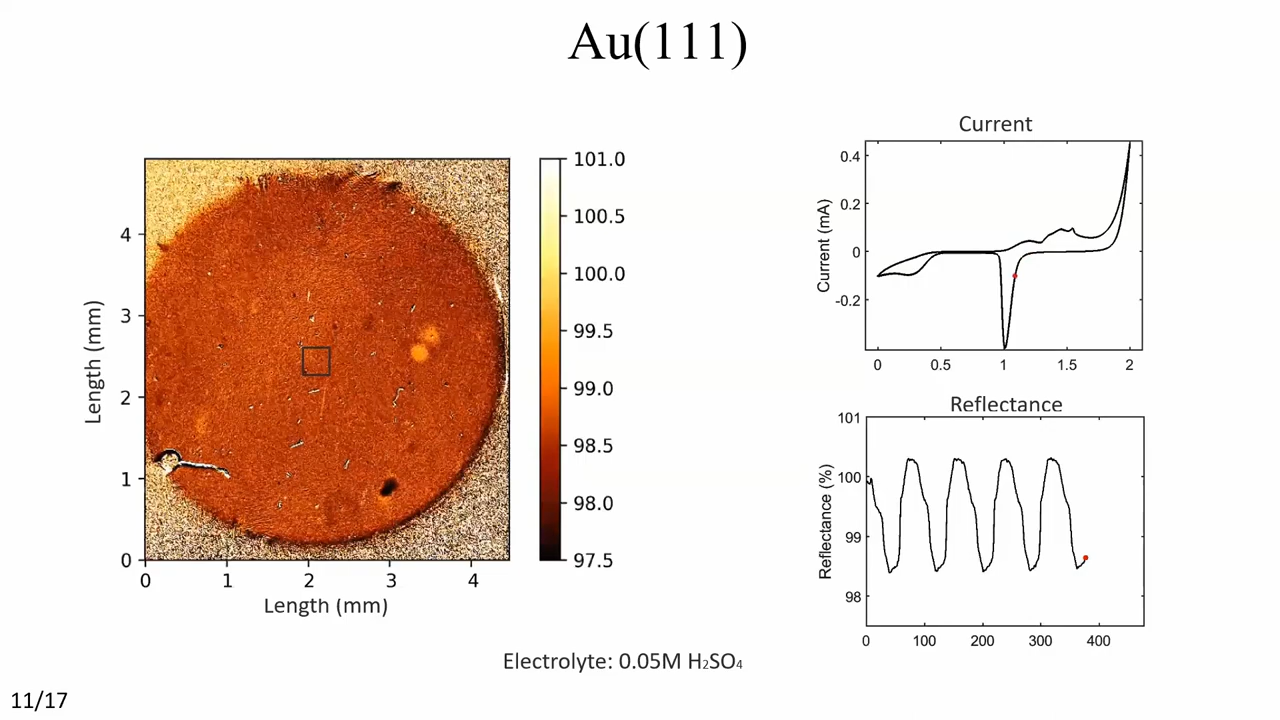 Au(111)
Length (mm)
4
3
2
1
0
0 1 2 3 4
Length (mm)
101.0
100.5
100.0
99.5
99.0
98.5
98.0
97.5
Current
Current (mA)
0.4
0.2
0
-0.2
0 0.5 1 1.5 2
Reflectance
Reflectance (%)
101
100
99
98
0 100 200 300 400
Electrolyte: 0.05M H₂SO₄
11/17